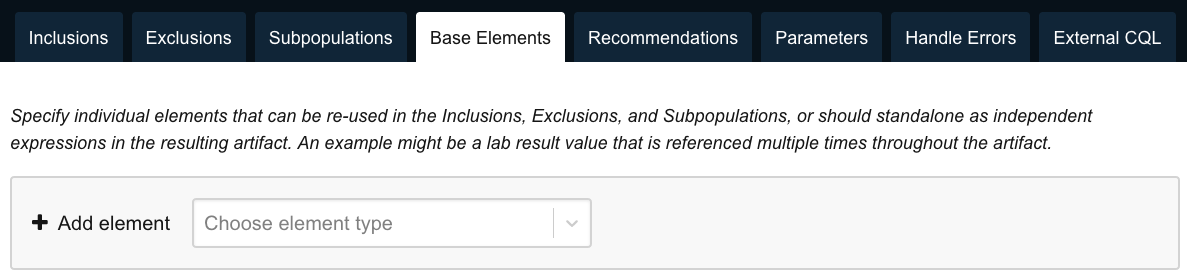 Inclusions Exclusions Subpopulations Base Elements Recommendations Parameters Handle Errors External CQL
Specify individual elements that can be re-used in the Inclusions, Exclusions, and Subpopulations, or should standalone as independent
expressions in the resulting artifact. An example might be a lab result value that is referenced multiple times throughout the artifact.
Add element Choose element type